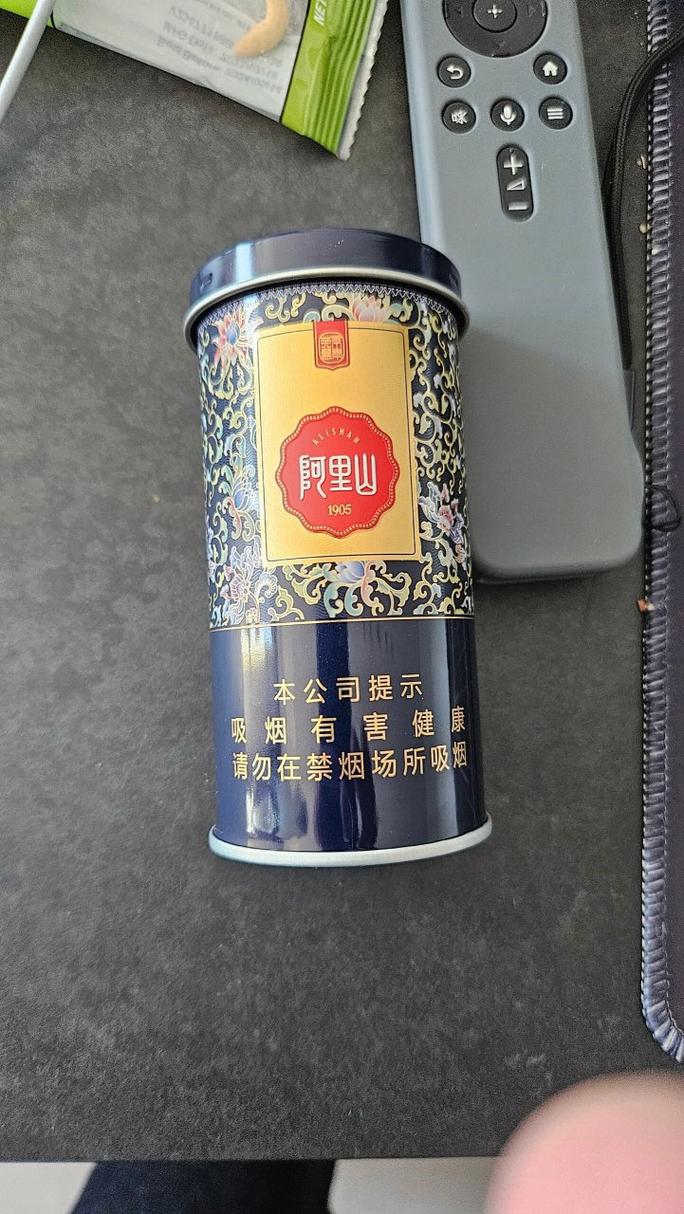 ALISHAN
阿里山
1905
本公司提示
吸烟有害健康
请勿在禁烟场所吸烟